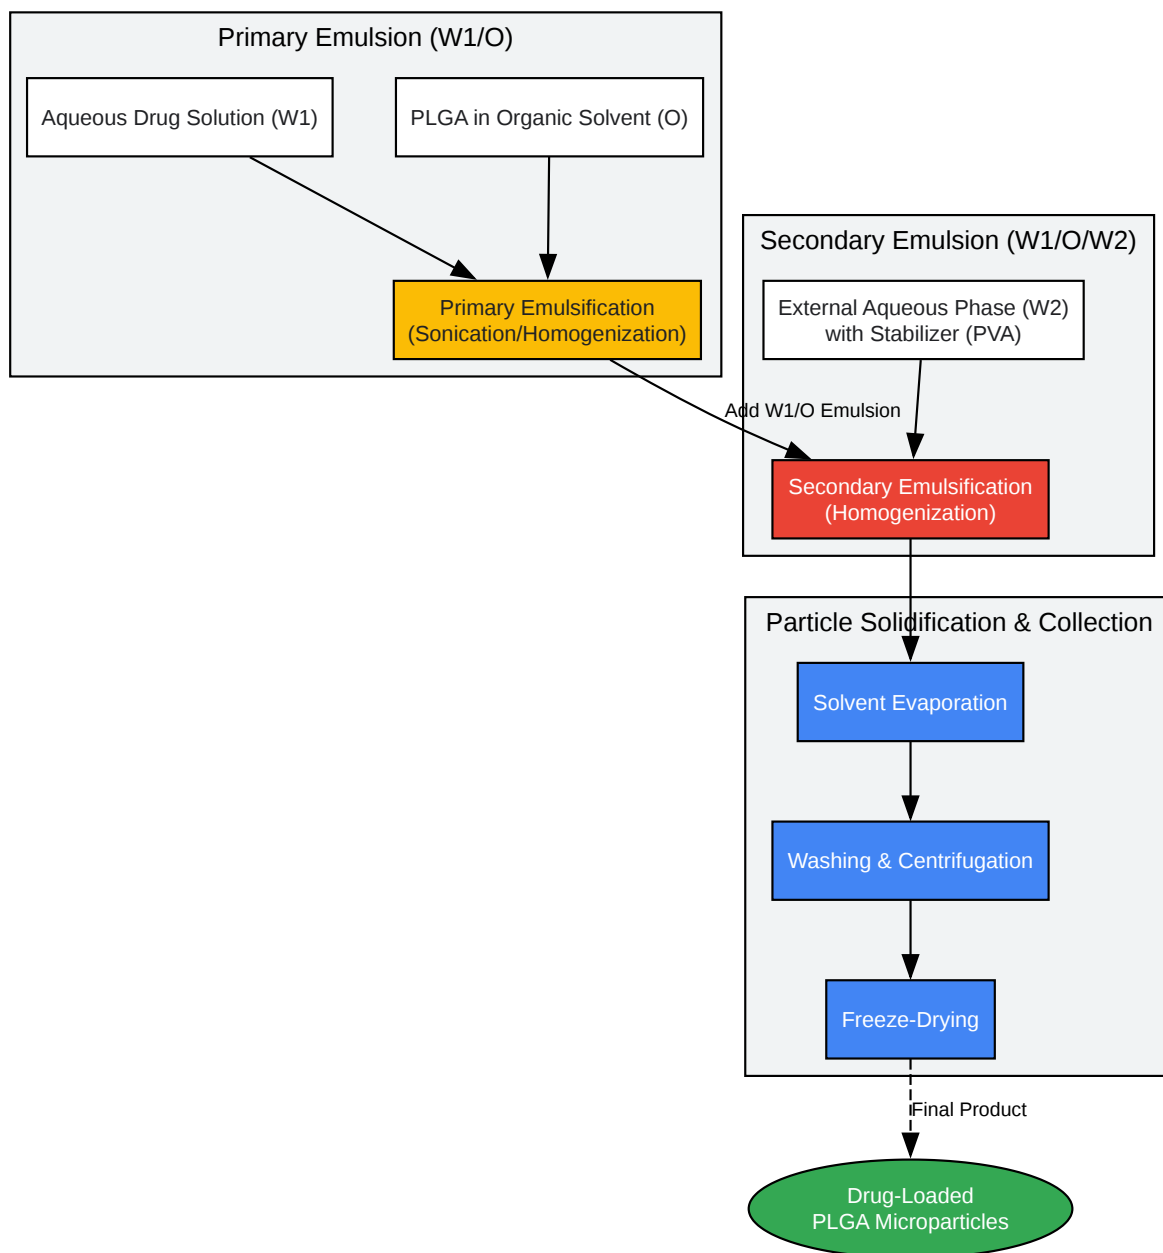 Primary Emulsion (W1/O)
Aqueous Drug Solution (W1)
PLGA in Organic Solvent (O)
Primary Emulsification
(Sonication/Homogenization)
Secondary Emulsion (W1/O/W2)
External Aqueous Phase (W2)
with Stabilizer (PVA)
Add W1/O Emulsion
Secondary Emulsification
(Homogenization)
Particle Solidification & Collection
Solvent Evaporation
Washing & Centrifugation
Freeze-Drying
Final Product
Drug-Loaded
PLGA Microparticles